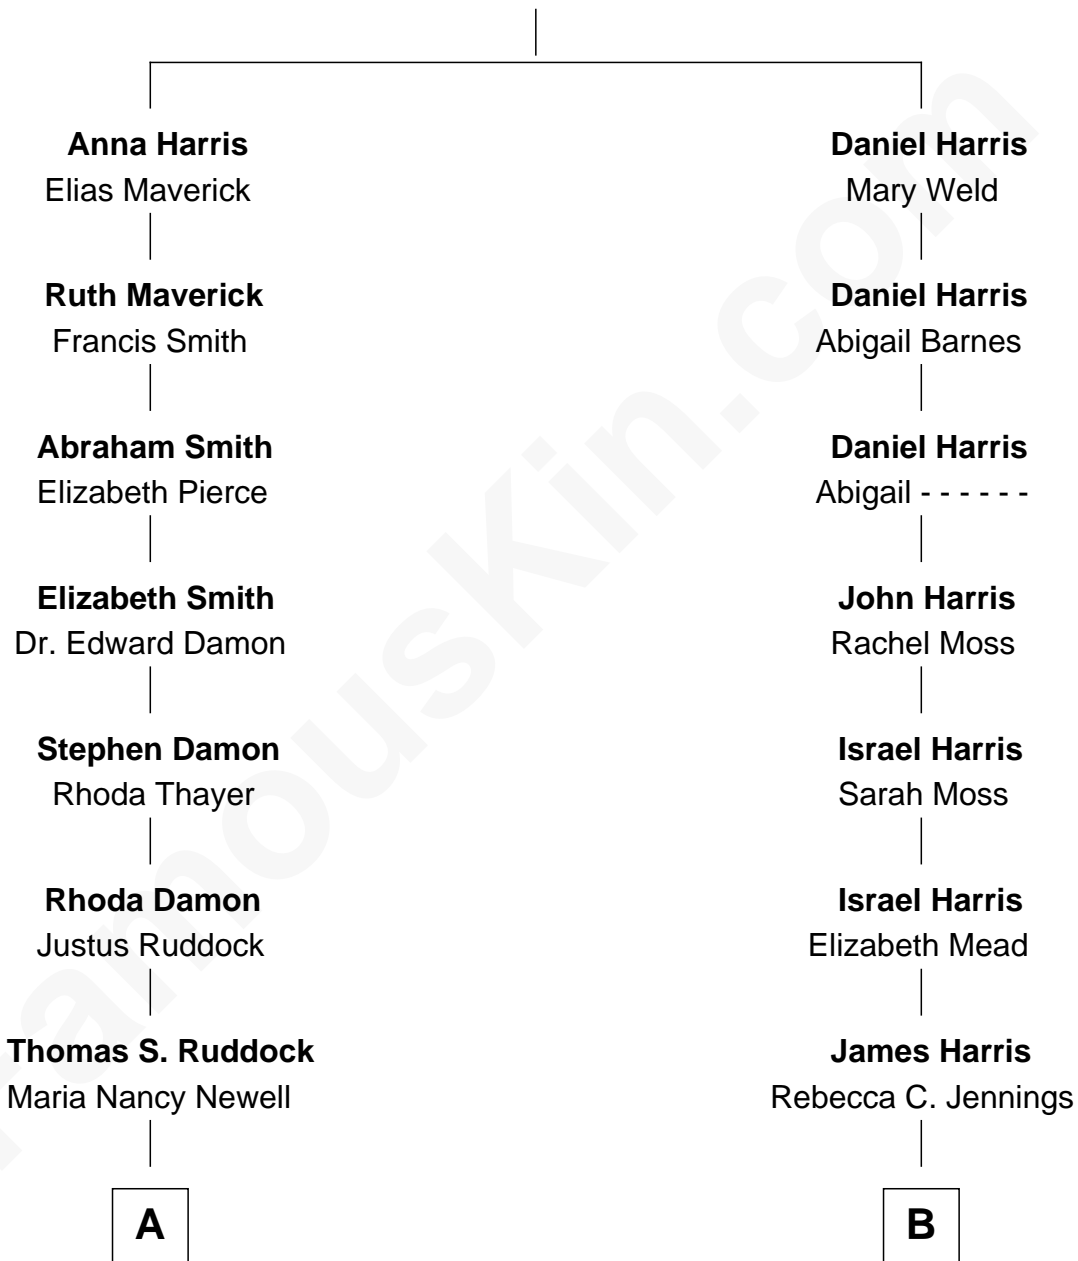 Anna Harris
Elias Maverick
Ruth Maverick
Francis Smith
Abraham Smith
Elizabeth Pierce
Elizabeth Smith
Dr. Edward Damon
Stephen Damon
Rhoda Thayer
Rhoda Damon
Justus Ruddock
Thomas S. Ruddock
Maria Nancy Newell
A
Daniel Harris
Mary Weld
Daniel Harris
Abigail Barnes
Daniel Harris
Abigail - - - - - -
John Harris
Rachel Moss
Israel Harris
Sarah Moss
Israel Harris
Elizabeth Mead
James Harris
Rebecca C. Jennings
B
FamousKin.com